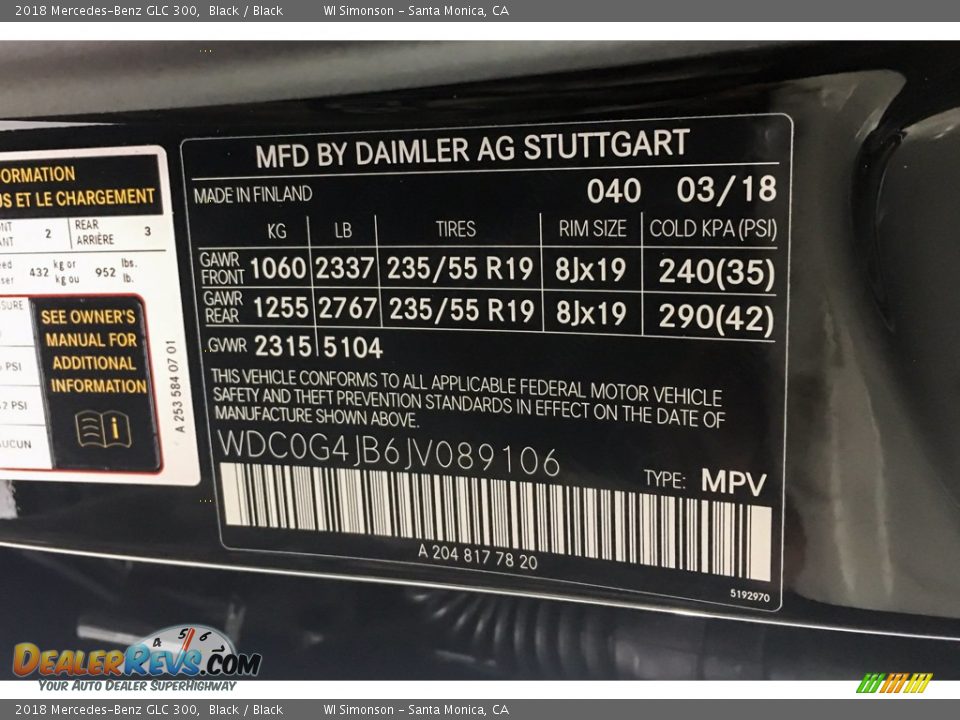 2018 Mercedes-Benz GLC 300, Black / Black WI Simonson - Santa Monica, CA
ORMATION
US ET LE CHARGEMENT
2 REAR ARRIÈRE 3
432 kg or kg ou 952 lbs. lb.
PSI
SEE OWNER'S
MANUAL FOR
ADDITIONAL
INFORMATION
i
A 253 584 07 01
MFD BY DAIMLER AG STUTTGART
MADE IN FINLAND 040 03/18
KG LB TIRES RIM SIZE COLD KPA (PSI)
GAWR FRONT 1060 2337 235/55 R19 8Jx19 240(35)
GAWR REAR 1255 2767 235/55 R19 8Jx19 290(42)
GVWR 2315 5104
THIS VEHICLE CONFORMS TO ALL APPLICABLE FEDERAL MOTOR VEHICLE
SAFETY AND THEFT PREVENTION STANDARDS IN EFFECT ON THE DATE OF
MANUFACTURE SHOWN ABOVE.
WDC0G4JB6JV089106
TYPE: MPV
A 204 817 78 20
5192970
4 5 6
DEALERREVS.COM
YOUR AUTO DEALER SUPERHIGHWAY
2018 Mercedes-Benz GLC 300, Black / Black WI Simonson - Santa Monica, CA